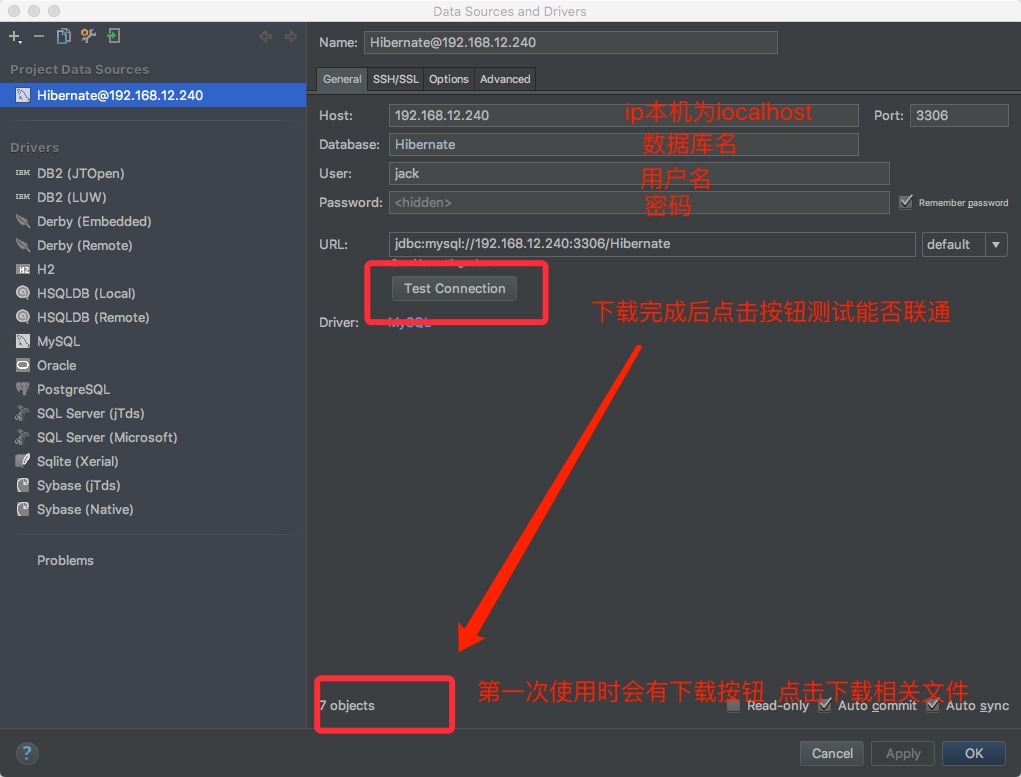 Data Sources and Drivers
Project Data Sources
Hibernate@192.168.12.240
Drivers
DB2 (JTOpen)
DB2 (LUW)
Derby (Embedded)
Derby (Remote)
H2
HSQLDB (Local)
HSQLDB (Remote)
MySQL
Oracle
PostgreSQL
SQL Server (jTds)
SQL Server (Microsoft)
Sqlite (Xerial)
Sybase (jTds)
Sybase (Native)
Problems
Name: Hibernate@192.168.12.240
General SSH/SSL Options Advanced
Host: 192.168.12.240 ip本机为localhost Port: 3306
Database: Hibernate 数据库名
User: jack 用户名
Password: <hidden> 密码 Remember password
URL: jdbc:mysql://192.168.12.240:3306/Hibernate default
Test Connection
下载完成后点击按钮测试能否联通
Driver: MySQL
第一次使用时会有下载按钮 点击下载相关文件
7 objects Read-only Auto commit Auto sync
? Cancel Apply OK